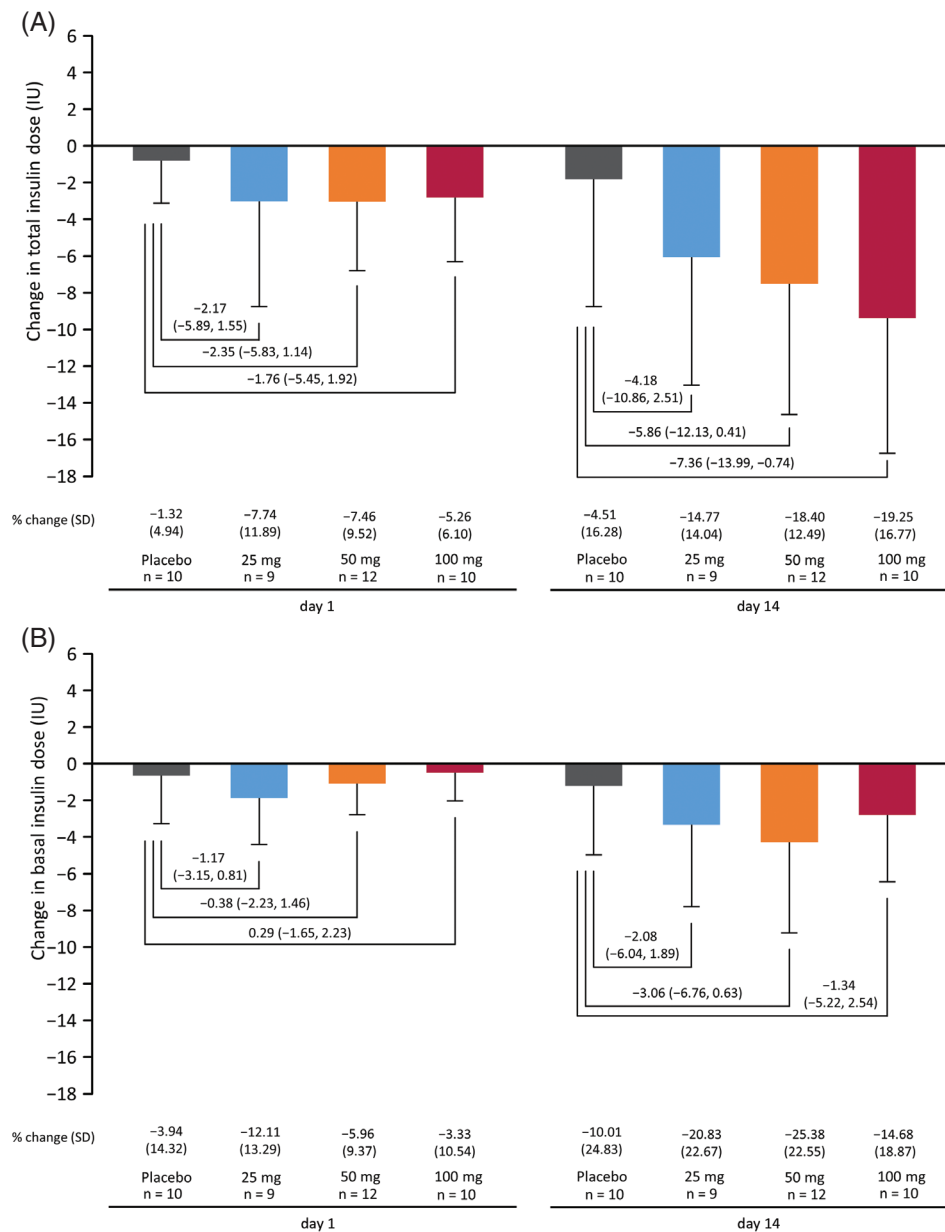 (A)
Change in total insulin dose (IU)
6
4
2
0
−2
−4
−6
−8
−10
−12
−14
−16
−18
−2.17
(−5.89, 1.55)
−2.35 (−5.83, 1.14)
−1.76 (−5.45, 1.92)
−4.18
(−10.86, 2.51)
−5.86 (−12.13, 0.41)
−7.36 (−13.99, −0.74)
% change (SD)
−1.32 −7.74 −7.46 −5.26 −4.51 −14.77 −18.40 −19.25
(4.94) (11.89) (9.52) (6.10) (16.28) (14.04) (12.49) (16.77)
Placebo 25 mg 50 mg 100 mg Placebo 25 mg 50 mg 100 mg
n = 10 n = 9 n = 12 n = 10 n = 10 n = 9 n = 12 n = 10
day 1 day 14
(B)
Change in basal insulin dose (IU)
6
4
2
0
−2
−4
−6
−8
−10
−12
−14
−16
−18
−1.17
(−3.15, 0.81)
−0.38 (−2.23, 1.46)
0.29 (−1.65, 2.23)
−2.08
(−6.04, 1.89)
−3.06 (−6.76, 0.63)
−1.34
(−5.22, 2.54)
% change (SD)
−3.94 −12.11 −5.96 −3.33 −10.01 −20.83 −25.38 −14.68
(14.32) (13.29) (9.37) (10.54) (24.83) (22.67) (22.55) (18.87)
Placebo 25 mg 50 mg 100 mg Placebo 25 mg 50 mg 100 mg
n = 10 n = 9 n = 12 n = 10 n = 10 n = 9 n = 12 n = 10
day 1 day 14